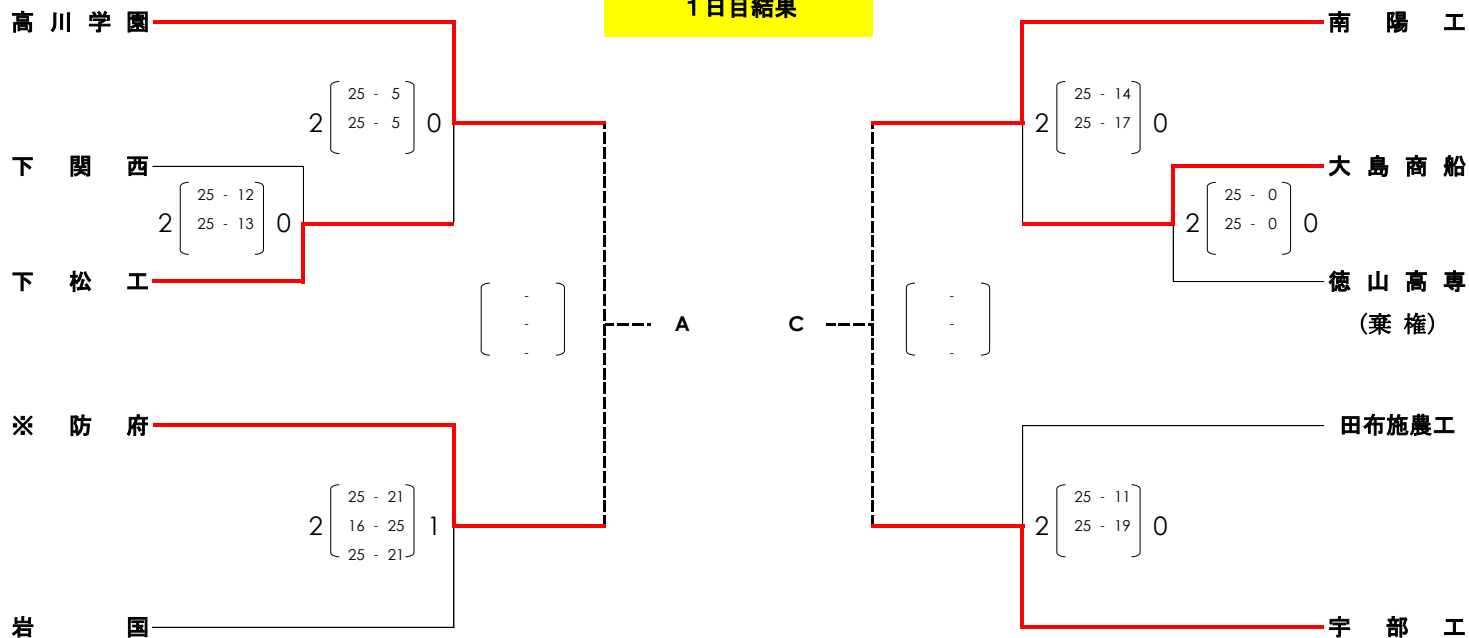 1日目結果
高川学園
2 25 - 5 0
25 - 5
下関西
2 25 - 12 0
25 - 13
下松工
-
-
-
A
※防府
2 25 - 21 1
16 - 25
25 - 21
岩国
南陽工
2 25 - 14 0
25 - 17
大島商船
2 25 - 0 0
25 - 0
徳山高専
(棄権)
-
-
-
C
田布施農工
2 25 - 11 0
25 - 19
宇部工